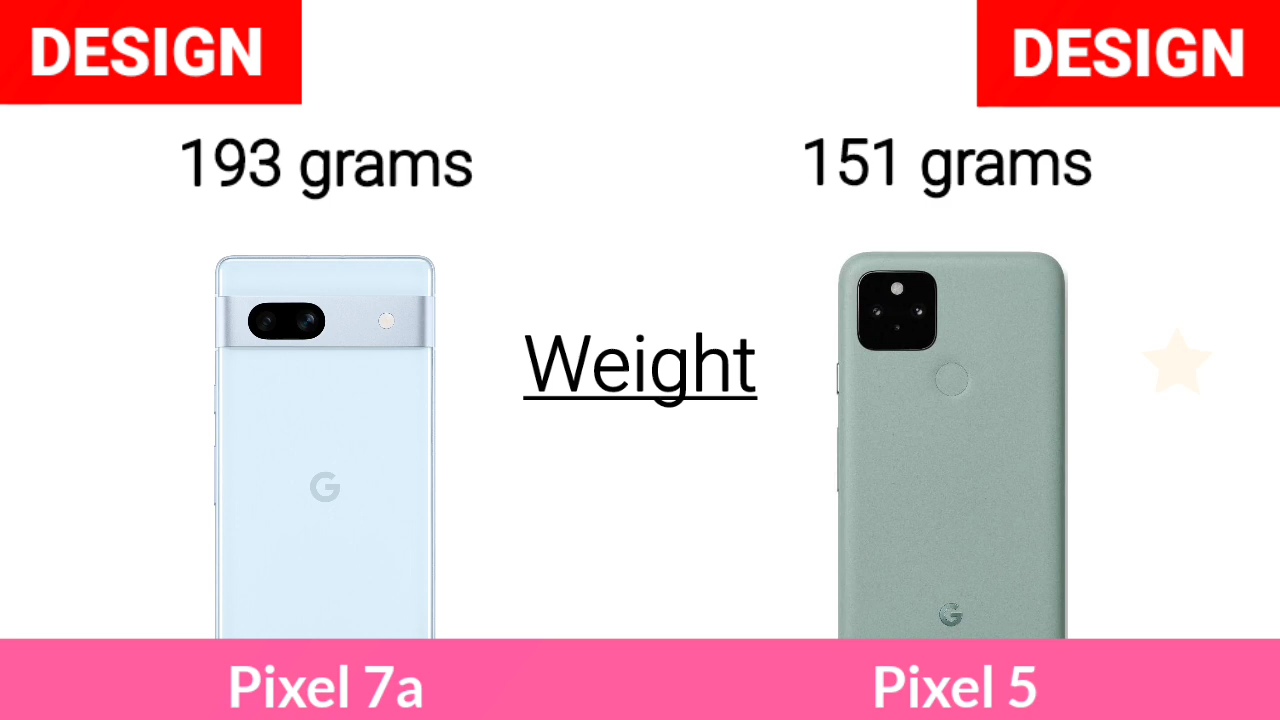 DESIGN
DESIGN
193 grams
151 grams
Weight
G
G
Pixel 7a
Pixel 5